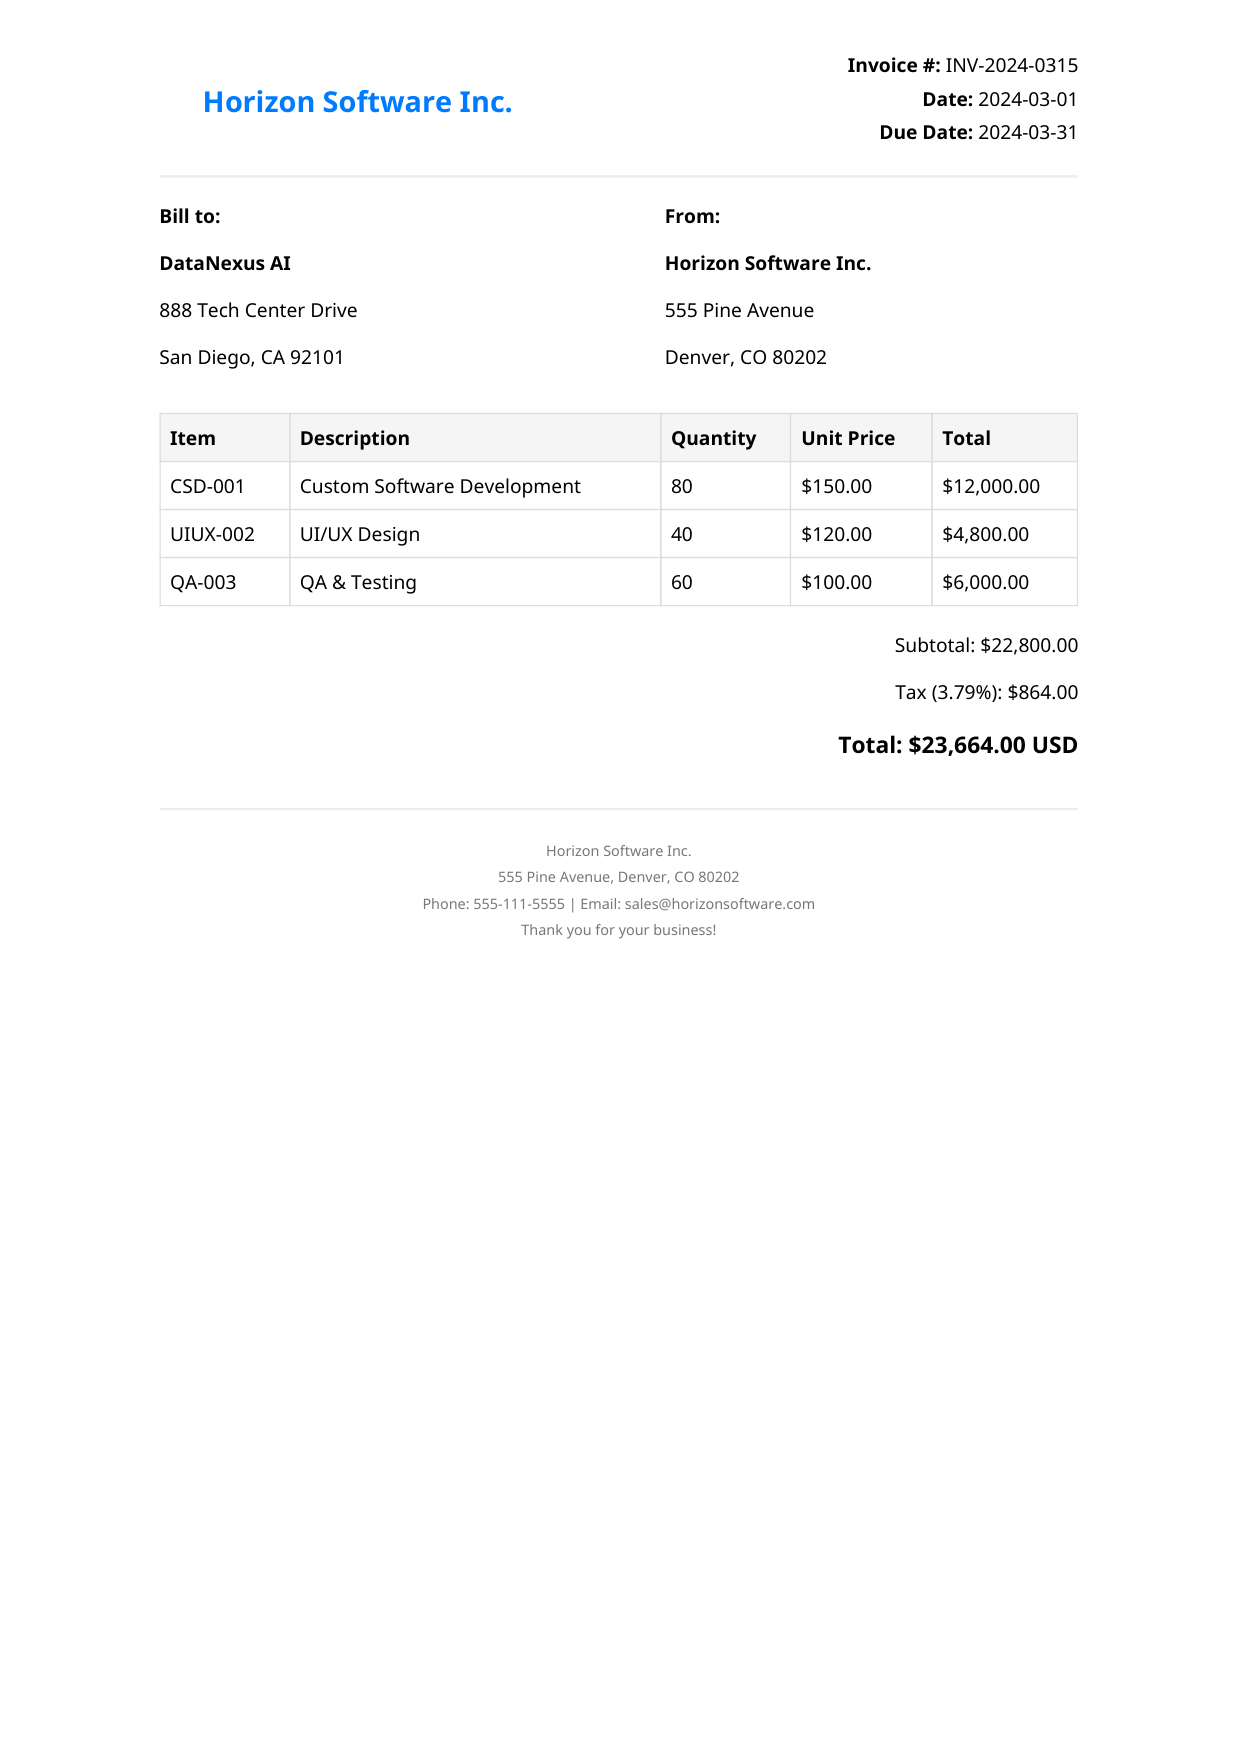 Horizon Software Inc.
Invoice #: INV-2024-0315
Date: 2024-03-01
Due Date: 2024-03-31
Bill to:
DataNexus AI
888 Tech Center Drive
San Diego, CA 92101
From:
Horizon Software Inc.
555 Pine Avenue
Denver, CO 80202
Item Description Quantity Unit Price Total
CSD-001 Custom Software Development 80 $150.00 $12,000.00
UIUX-002 UI/UX Design 40 $120.00 $4,800.00
QA-003 QA & Testing 60 $100.00 $6,000.00
Subtotal: $22,800.00
Tax (3.79%): $864.00
Total: $23,664.00 USD
Horizon Software Inc.
555 Pine Avenue, Denver, CO 80202
Phone: 555-111-5555 | Email: sales@horizonsoftware.com
Thank you for your business!